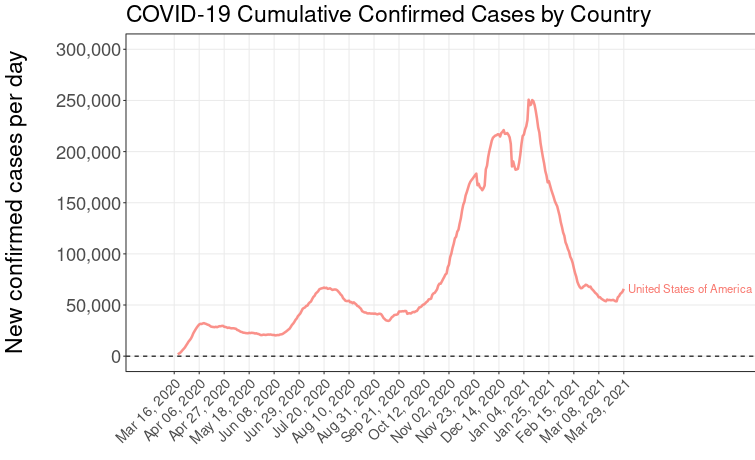 COVID-19 Cumulative Confirmed Cases by Country
New confirmed cases per day
300,000
250,000
200,000
150,000
100,000
50,000
0
United States of America
Mar 16, 2020
Apr 06, 2020
Apr 27, 2020
May 18, 2020
Jun 08, 2020
Jun 29, 2020
Jul 20, 2020
Aug 10, 2020
Aug 31, 2020
Sep 21, 2020
Oct 12, 2020
Nov 02, 2020
Nov 23, 2020
Dec 14, 2020
Jan 04, 2021
Jan 25, 2021
Feb 15, 2021
Mar 08, 2021
Mar 29, 2021